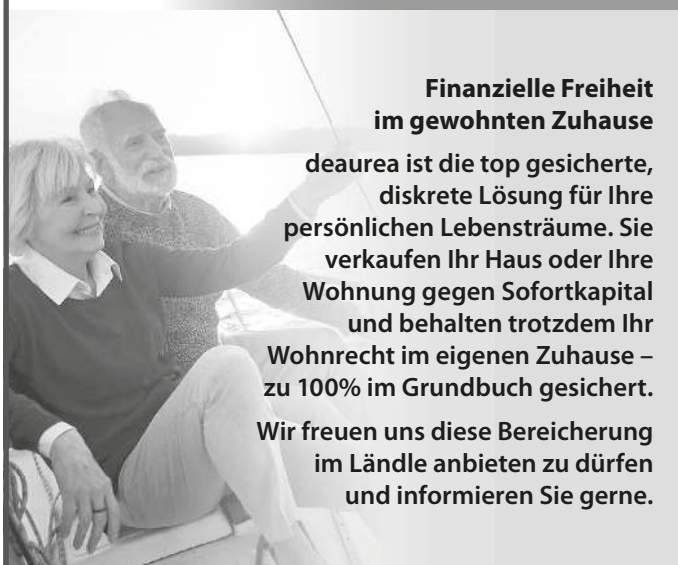 Finanzielle Freiheit
im gewohnten Zuhause
deaurea ist die top gesicherte,
diskrete Lösung für Ihre
persönlichen Lebensträume. Sie
verkaufen Ihr Haus oder Ihre
Wohnung gegen Sofortkapital
und behalten trotzdem Ihr
Wohnrecht im eigenen Zuhause –
zu 100% im Grundbuch gesichert.
Wir freuen uns diese Bereicherung
im Ländle anbieten zu dürfen
und informieren Sie gerne.